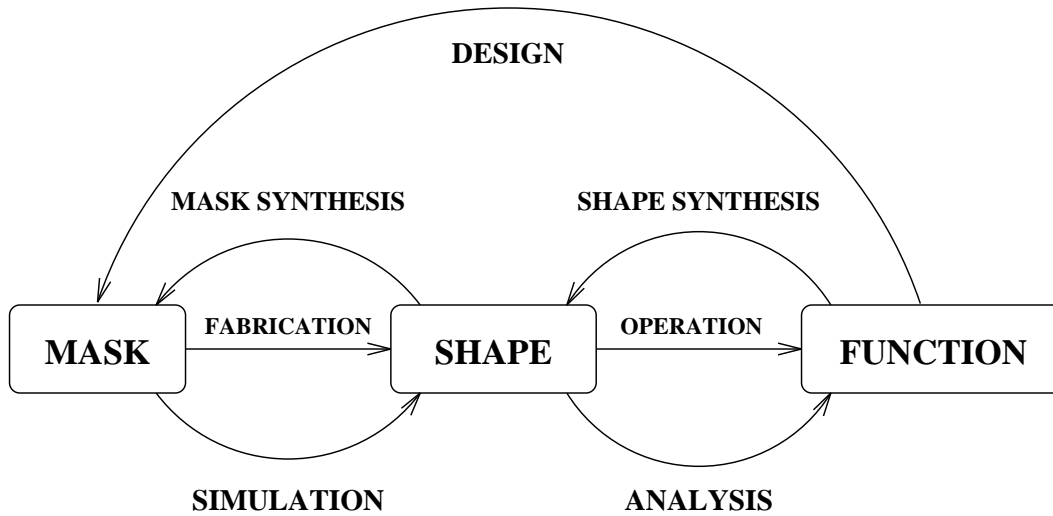 DESIGN
MASK SYNTHESIS
SHAPE SYNTHESIS
FABRICATION
OPERATION
MASK
SHAPE
FUNCTION
SIMULATION
ANALYSIS